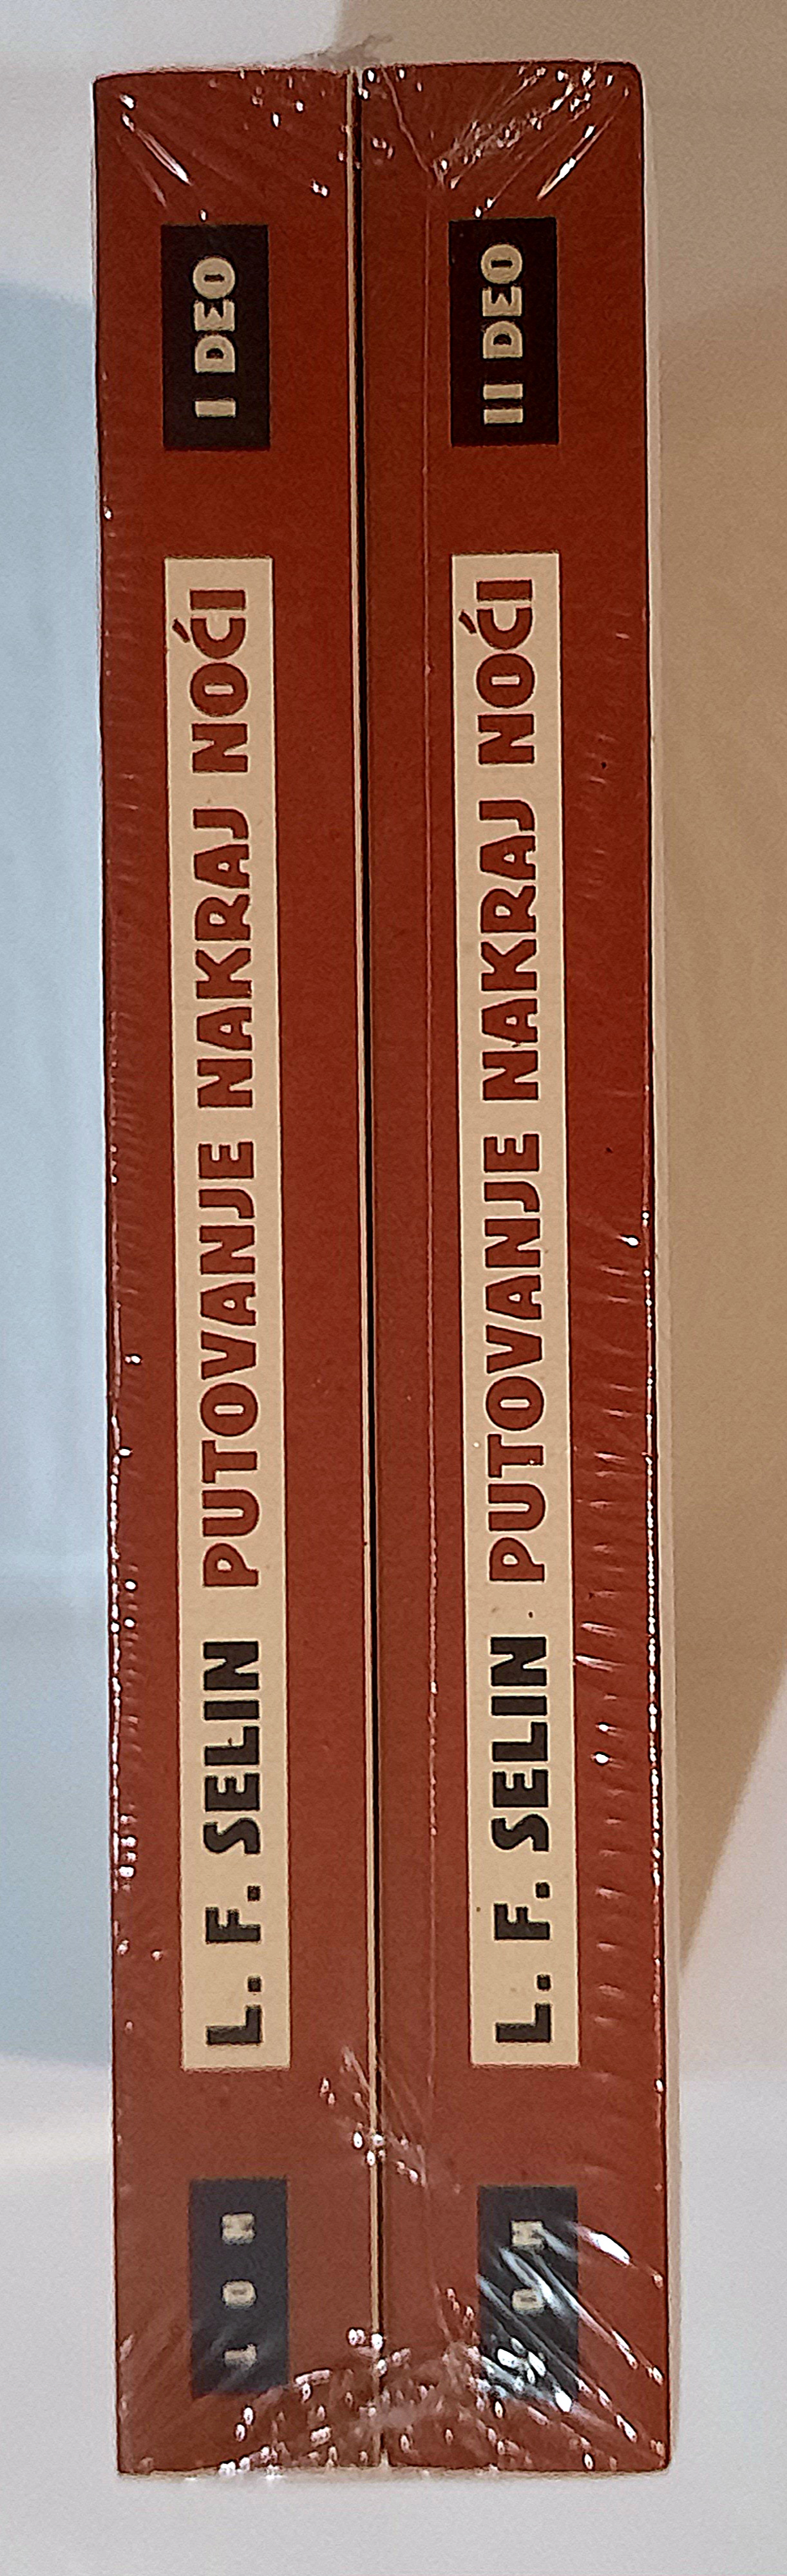 L. F. SELIN PUTOVANJE NAKRAJ NOĆI I DEO
L. F. SELIN PUTOVANJE NAKRAJ NOĆI II DEO